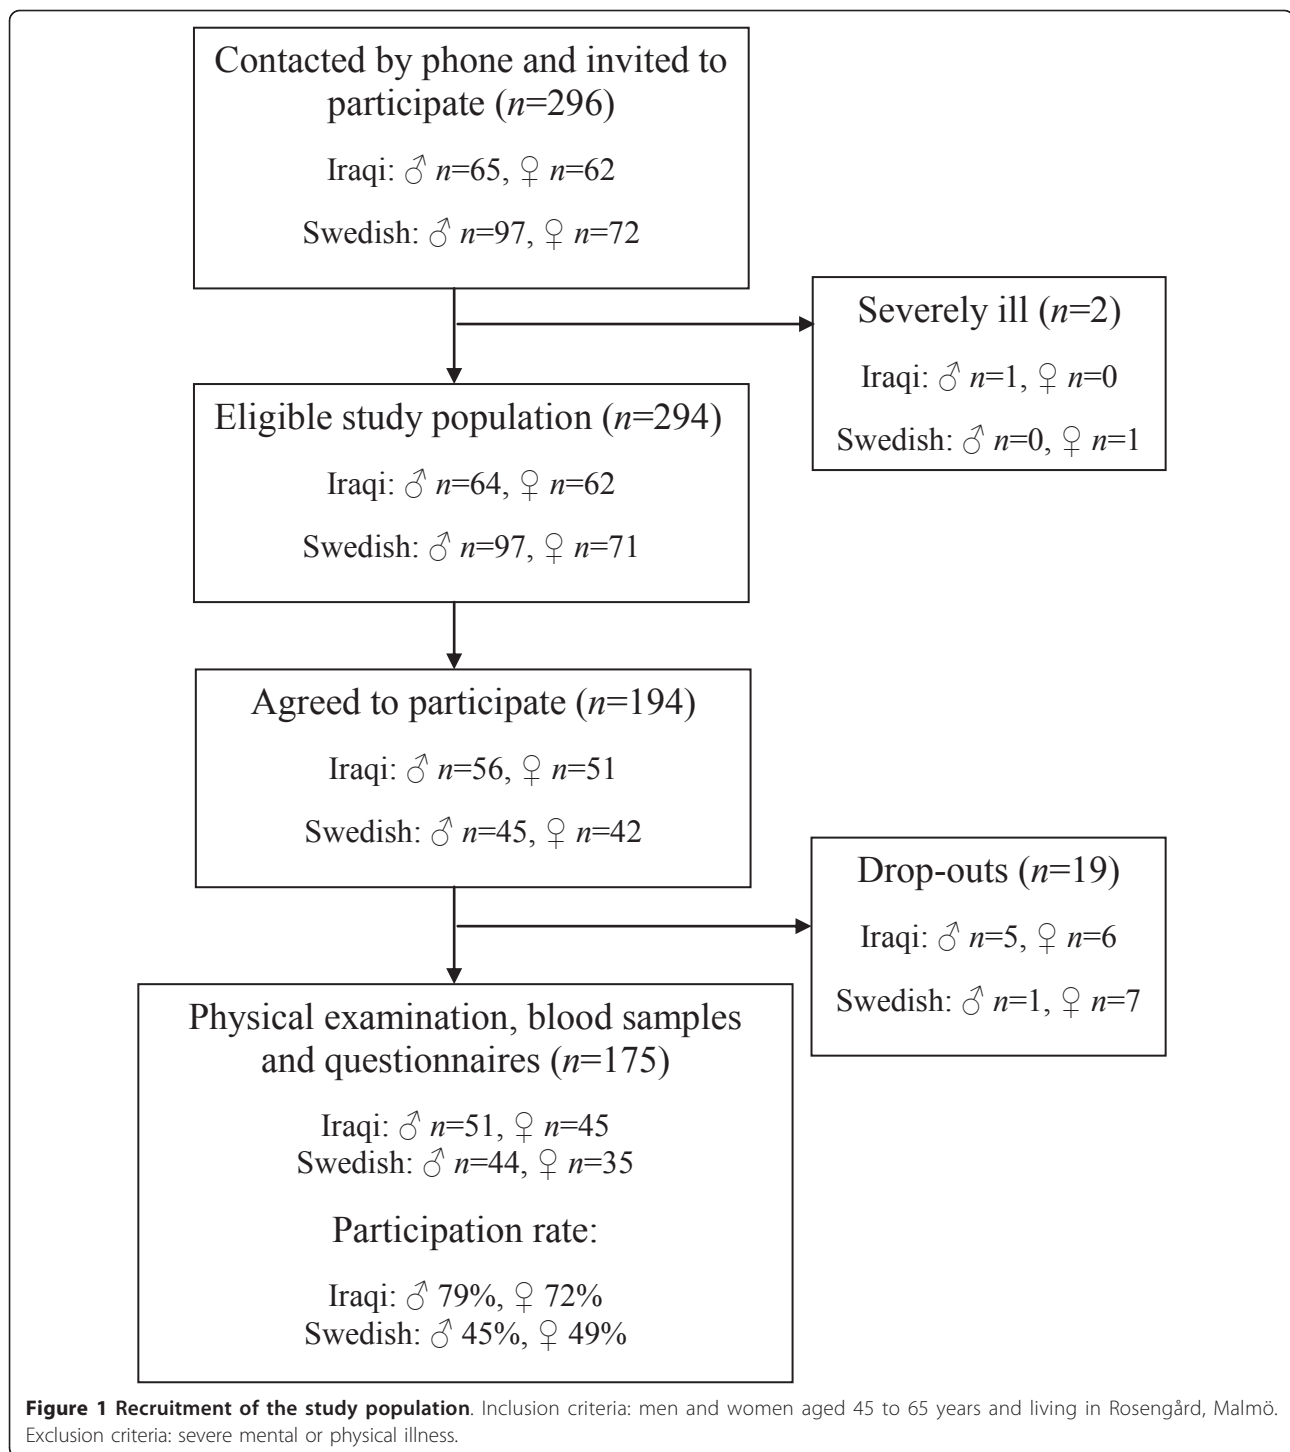 Contacted by phone and invited to
participate (n=296)
Iraqi: ♂ n=65, ♀ n=62
Swedish: ♂ n=97, ♀ n=72
Severely ill (n=2)
Iraqi: ♂ n=1, ♀ n=0
Swedish: ♂ n=0, ♀ n=1
Eligible study population (n=294)
Iraqi: ♂ n=64, ♀ n=62
Swedish: ♂ n=97, ♀ n=71
Agreed to participate (n=194)
Iraqi: ♂ n=56, ♀ n=51
Swedish: ♂ n=45, ♀ n=42
Drop-outs (n=19)
Iraqi: ♂ n=5, ♀ n=6
Swedish: ♂ n=1, ♀ n=7
Physical examination, blood samples
and questionnaires (n=175)
Iraqi: ♂ n=51, ♀ n=45
Swedish: ♂ n=44, ♀ n=35
Participation rate:
Iraqi: ♂ 79%, ♀ 72%
Swedish: ♂ 45%, ♀ 49%
Figure 1 Recruitment of the study population. Inclusion criteria: men and women aged 45 to 65 years and living in Rosengård, Malmö.
Exclusion criteria: severe mental or physical illness.